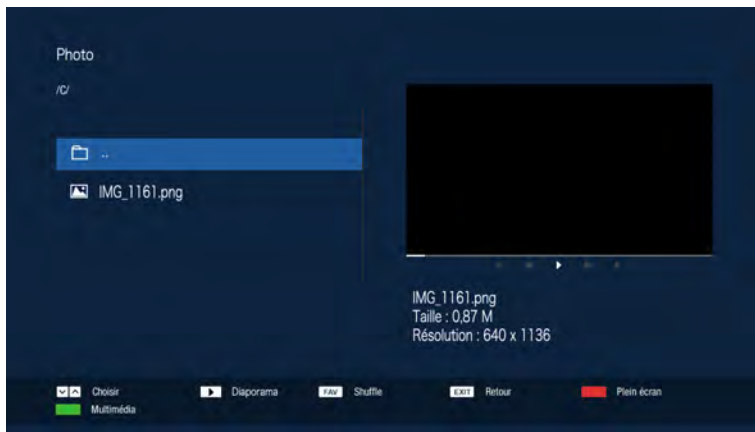 Photo
/C/
..
IMG_1161.png
IMG_1161.png
Taille : 0,87 M
Résolution : 640 x 1136
Choisir Diaporama FAV Shuffle EXIT Retour Plein écran
Multimédia